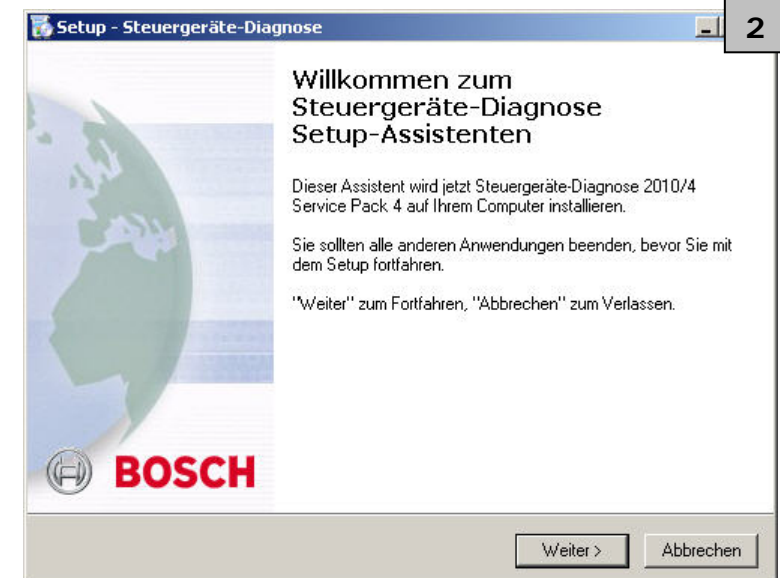 Setup - Steuergeräte-Diagnose
2
Willkommen zum
Steuergeräte-Diagnose
Setup-Assistenten
Dieser Assistent wird jetzt Steuergeräte-Diagnose 2010/4
Service Pack 4 auf Ihrem Computer installieren.
Sie sollten alle anderen Anwendungen beenden, bevor Sie mit
dem Setup fortfahren.
"Weiter" zum Fortfahren, "Abbrechen" zum Verlassen.
BOSCH
Weiter >
Abbrechen